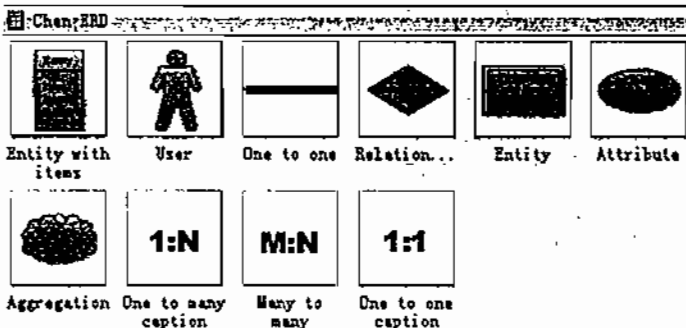 Chen ERD
Entity with
items
User
One to one
Relation...
Entity
Attribute
1:N
M:N
1:1
Aggregation
One to many
caption
Many to
many
One to one
caption